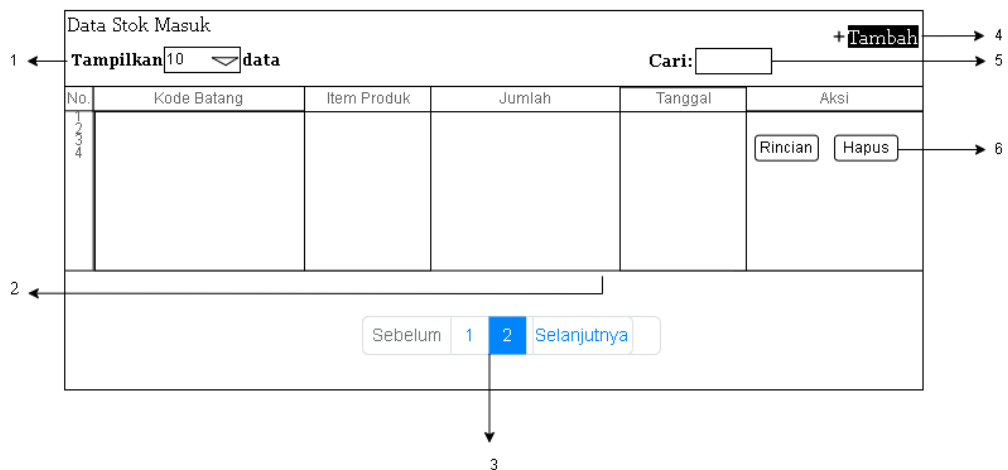 Data Stok Masuk
+Tambah
4
1
Tampilkan 10 data
Cari:
5
No. Kode Batang Item Produk Jumlah Tanggal Aksi
1
2
3
4
Rincian Hapus
6
2
Sebelum 1 2 Selanjutnya
3